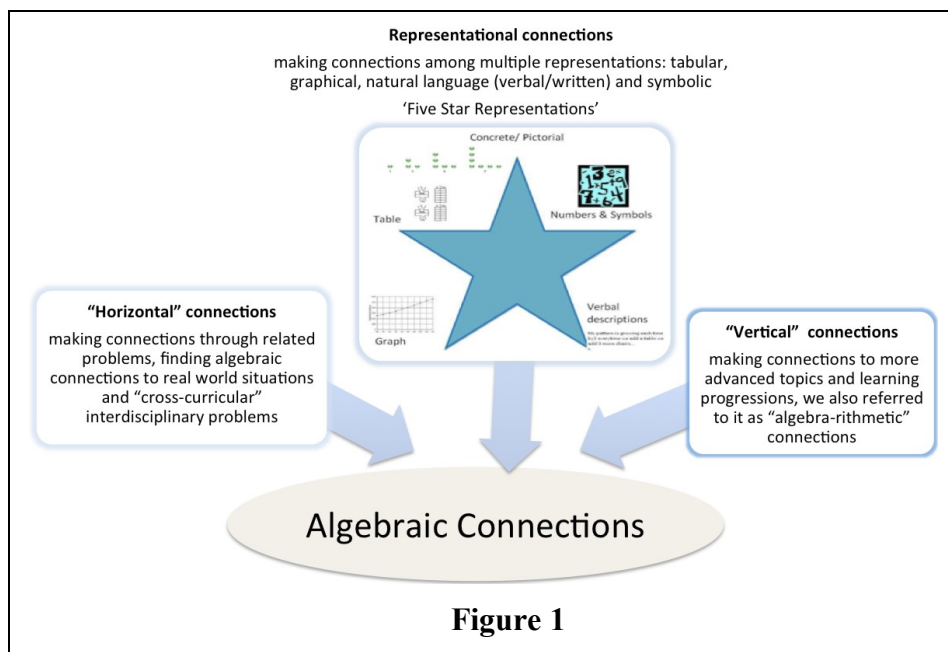 Representational connections
making connections among multiple representations: tabular,
graphical, natural language (verbal/written) and symbolic
‘Five Star Representations’
Concrete/ Pictorial
Table
Numbers & Symbols
Graph
Verbal
descriptions
“Horizontal” connections
making connections through related
problems, finding algebraic
connections to real world situations
and “cross-curricular”
interdisciplinary problems
“Vertical” connections
making connections to more
advanced topics and learning
progressions, we also referred
to it as “algebra-rithmetic”
connections
Algebraic Connections
Figure 1